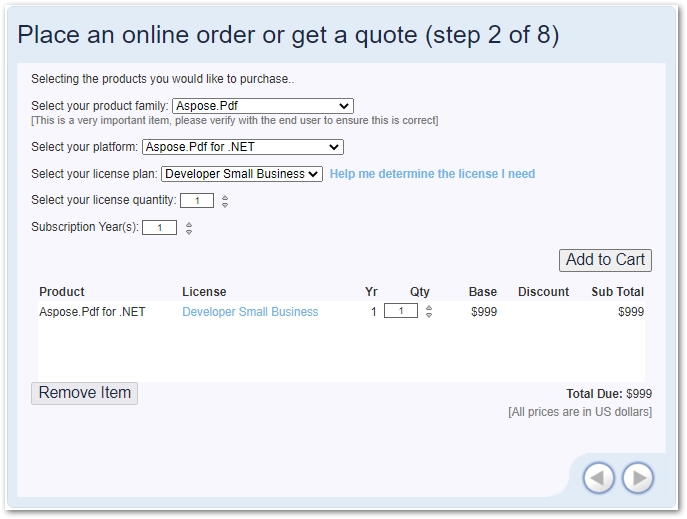 Place an online order or get a quote (step 2 of 8)
Selecting the products you would like to purchase..
Select your product family: Aspose.Pdf
[This is a very important item, please verify with the end user to ensure this is correct]
Select your platform: Aspose.Pdf for .NET
Select your license plan: Developer Small Business Help me determine the license I need
Select your license quantity: 1
Subscription Year(s): 1
Add to Cart
Product License Yr Qty Base Discount Sub Total
Aspose.Pdf for .NET Developer Small Business 1 1 $999 $999
Remove Item Total Due: $999
[All prices are in US dollars]